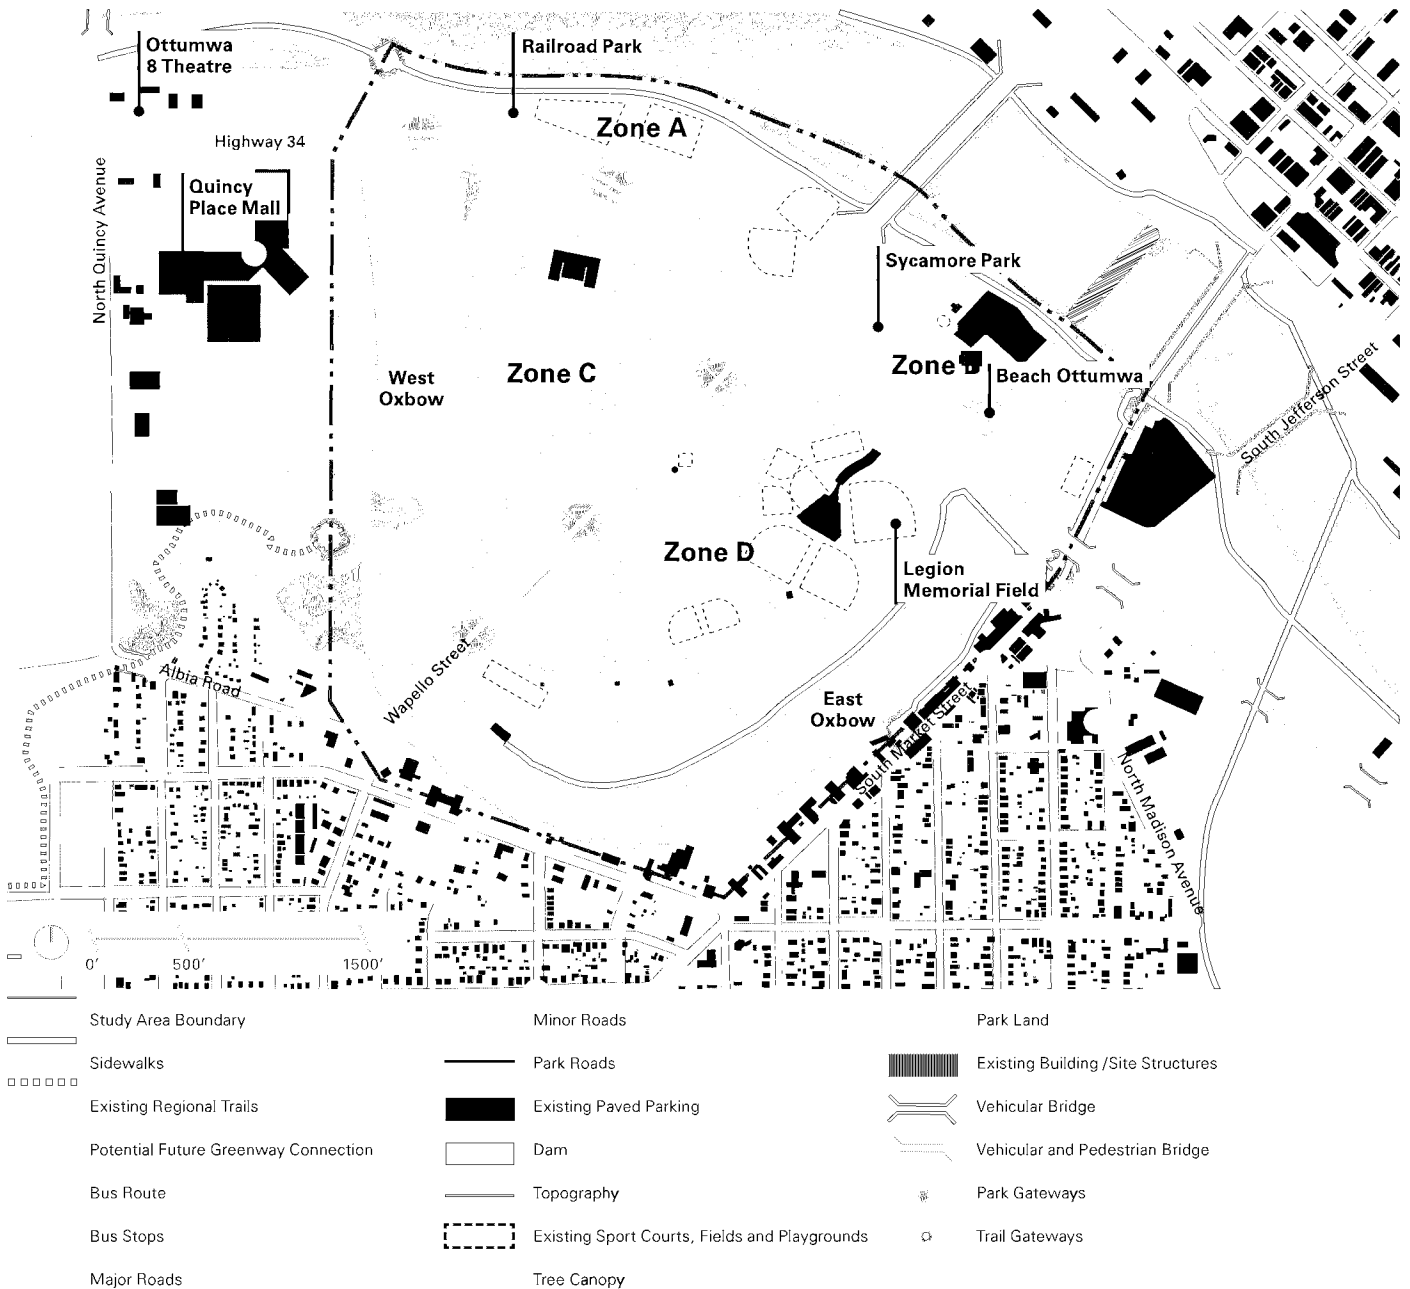 Ottumwa
8 Theatre
Railroad Park
Zone A
Highway 34
North Quincy Avenue
Quincy
Place Mall
Sycamore Park
West
Oxbow
Zone C
Zone
Beach Ottumwa
South Jefferson Street
Zone D
Legion
Memorial Field
Albia Road
Wapello Street
East
Oxbow
South Market Street
North Madison Avenue
0' 500' 1500'
Study Area Boundary
Sidewalks
Existing Regional Trails
Potential Future Greenway Connection
Bus Route
Bus Stops
Major Roads
Minor Roads
Park Roads
Existing Paved Parking
Dam
Topography
Existing Sport Courts, Fields and Playgrounds
Tree Canopy
Park Land
Existing Building /Site Structures
Vehicular Bridge
Vehicular and Pedestrian Bridge
Park Gateways
Trail Gateways